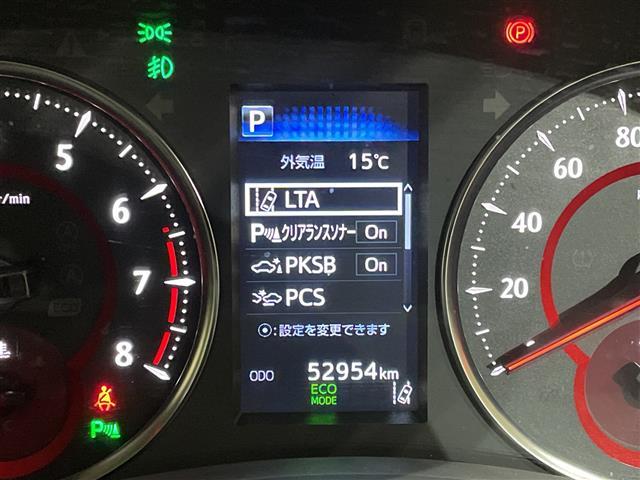 P
P
外気温 15℃
LTA
P クリアランスソナー On
PKSB On
PCS
:設定を変更できます
ODO 52954km
ECO
MODE
5
6
7
8
r/min
P
80
60
40
20